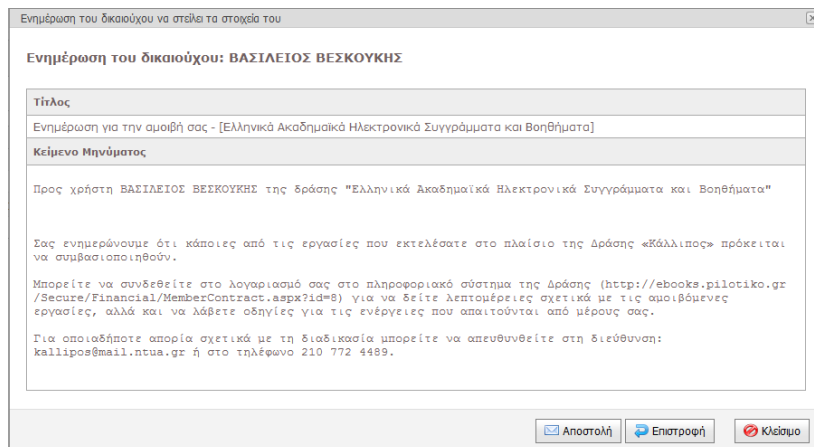 Ενημέρωση του δικαιούχου να στείλει τα στοιχεία του
Ενημέρωση του δικαιούχου: ΒΑΣΙΛΕΙΟΣ ΒΕΣΚΟΥΚΗΣ
Τίτλος
Ενημέρωση για την αμοιβή σας - [Ελληνικά Ακαδημαϊκά Ηλεκτρονικά Συγγράμματα και Βοηθήματα]
Κείμενο Μηνύματος
Προς χρήστη ΒΑΣΙΛΕΙΟΣ ΒΕΣΚΟΥΚΗΣ της δράσης "Ελληνικά Ακαδημαϊκά Ηλεκτρονικά Συγγράμματα και Βοηθήματα"
Σας ενημερώνουμε ότι κάποιες από τις εργασίες που εκτελέσατε στο πλαίσιο της Δράσης «Κάλλιπος» πρόκειται
να συμβασιοποιηθούν.
Μπορείτε να συνδεθείτε στο λογαριασμό σας στο πληροφοριακό σύστημα της Δράσης (http://ebooks.pilotiko.gr
/Secure/Financial/MemberContract.aspx?id=8) για να δείτε λεπτομέρειες σχετικά με τις αμοιβόμενες
εργασίες, αλλά και να λάβετε οδηγίες για τις ενέργειες που απαιτούνται από μέρους σας.
Για οποιαδήποτε απορία σχετικά με τη διαδικασία μπορείτε να απευθυνθείτε στη διεύθυνση:
kallipos@mail.ntua.gr ή στο τηλέφωνο 210 772 4489.
Αποστολή Επιστροφή Κλείσιμο